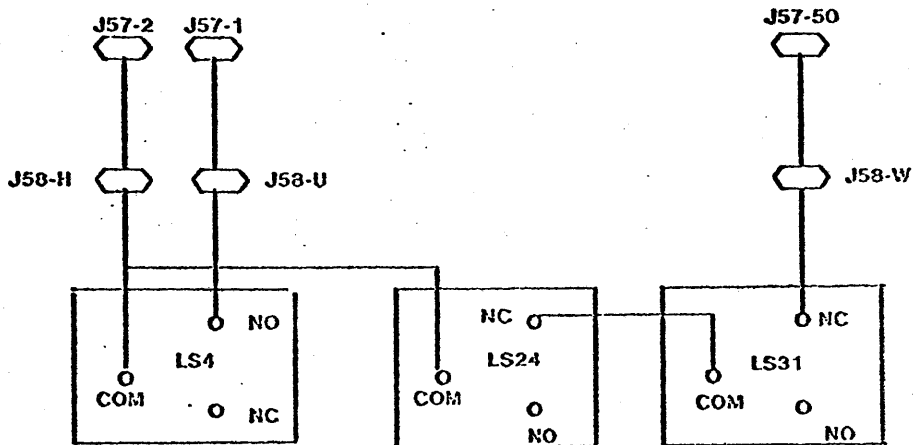 J57-2 J57-1 J57-50
J58-H J58-U J58-W
NO NC NC
LS4 LS24 LS31
COM COM COM
NC NO NO